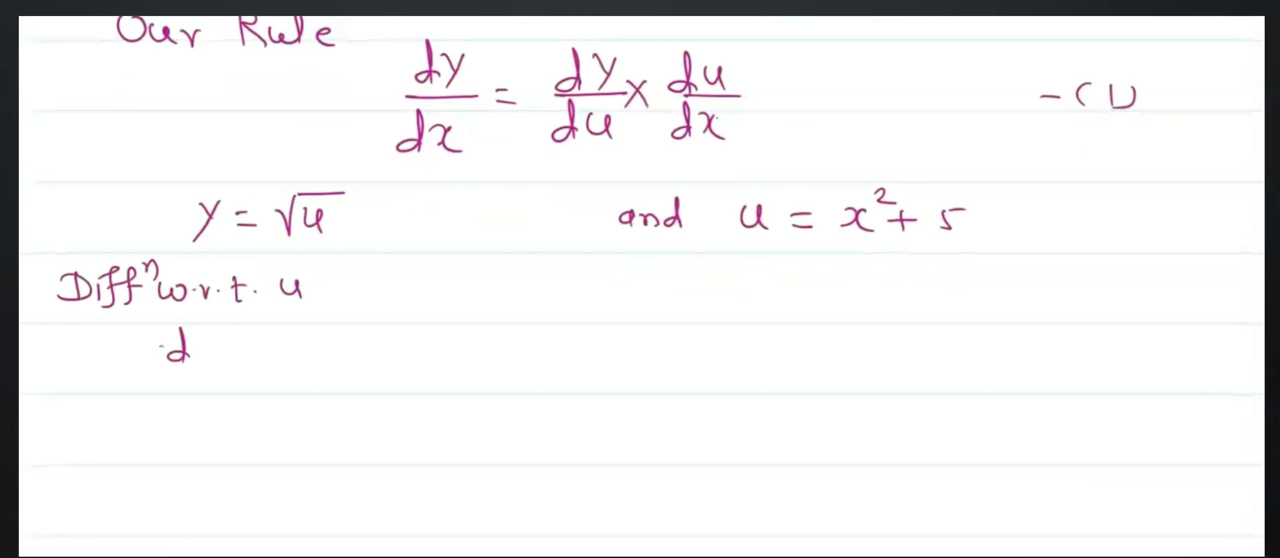 Our Rule
dy/dx = dy/du × du/dx - (1)
y = √u and u = x² + 5
Diffⁿ w.r.t. u
d